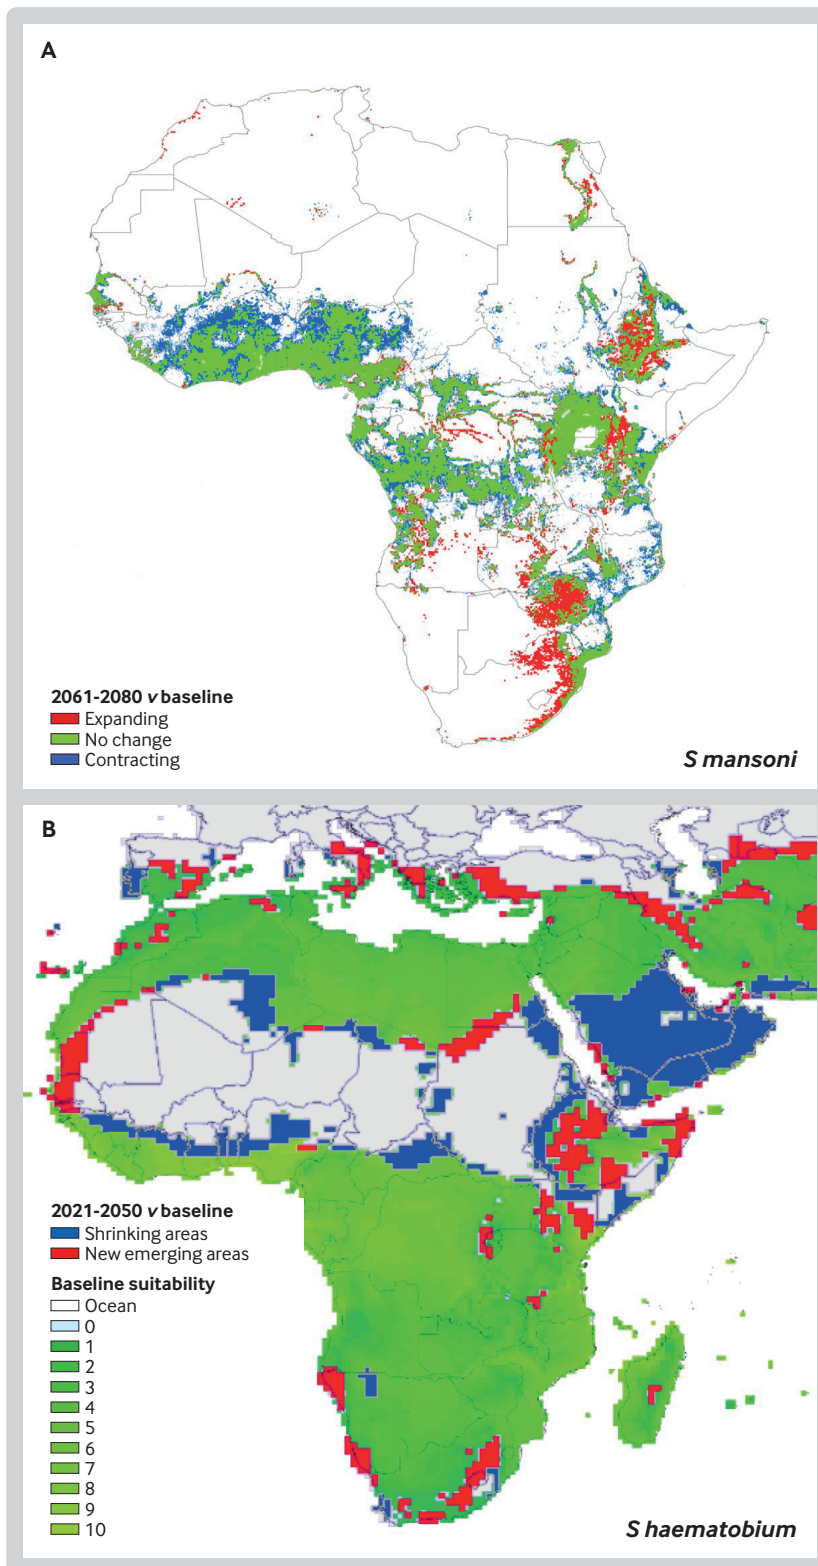 A
2061-2080 v baseline
Expanding
No change
Contracting
S mansoni
B
2021-2050 v baseline
Shrinking areas
New emerging areas
Baseline suitability
Ocean
0
1
2
3
4
5
6
7
8
9
10
S haematobium